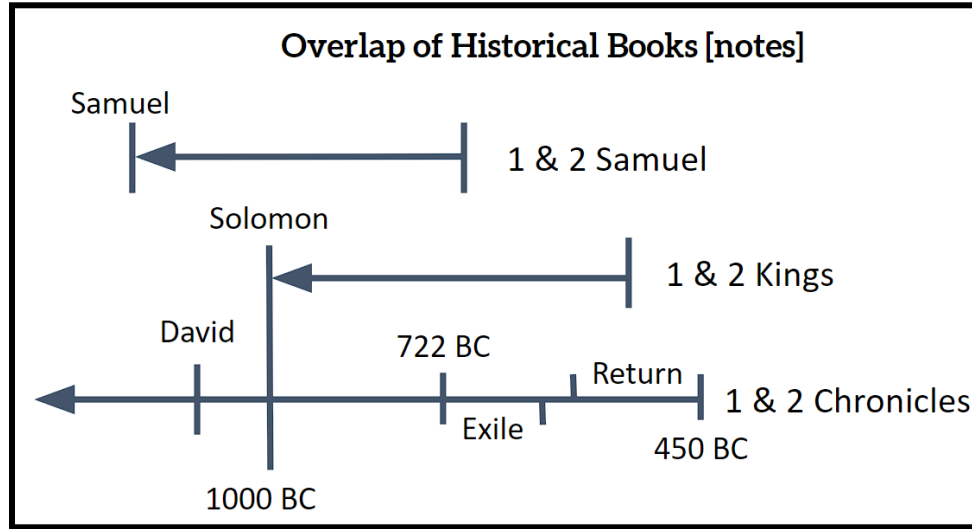 Overlap of Historical Books [notes]
Samuel
1 & 2 Samuel
Solomon
1 & 2 Kings
David
722 BC
Return
1 & 2 Chronicles
Exile
450 BC
1000 BC